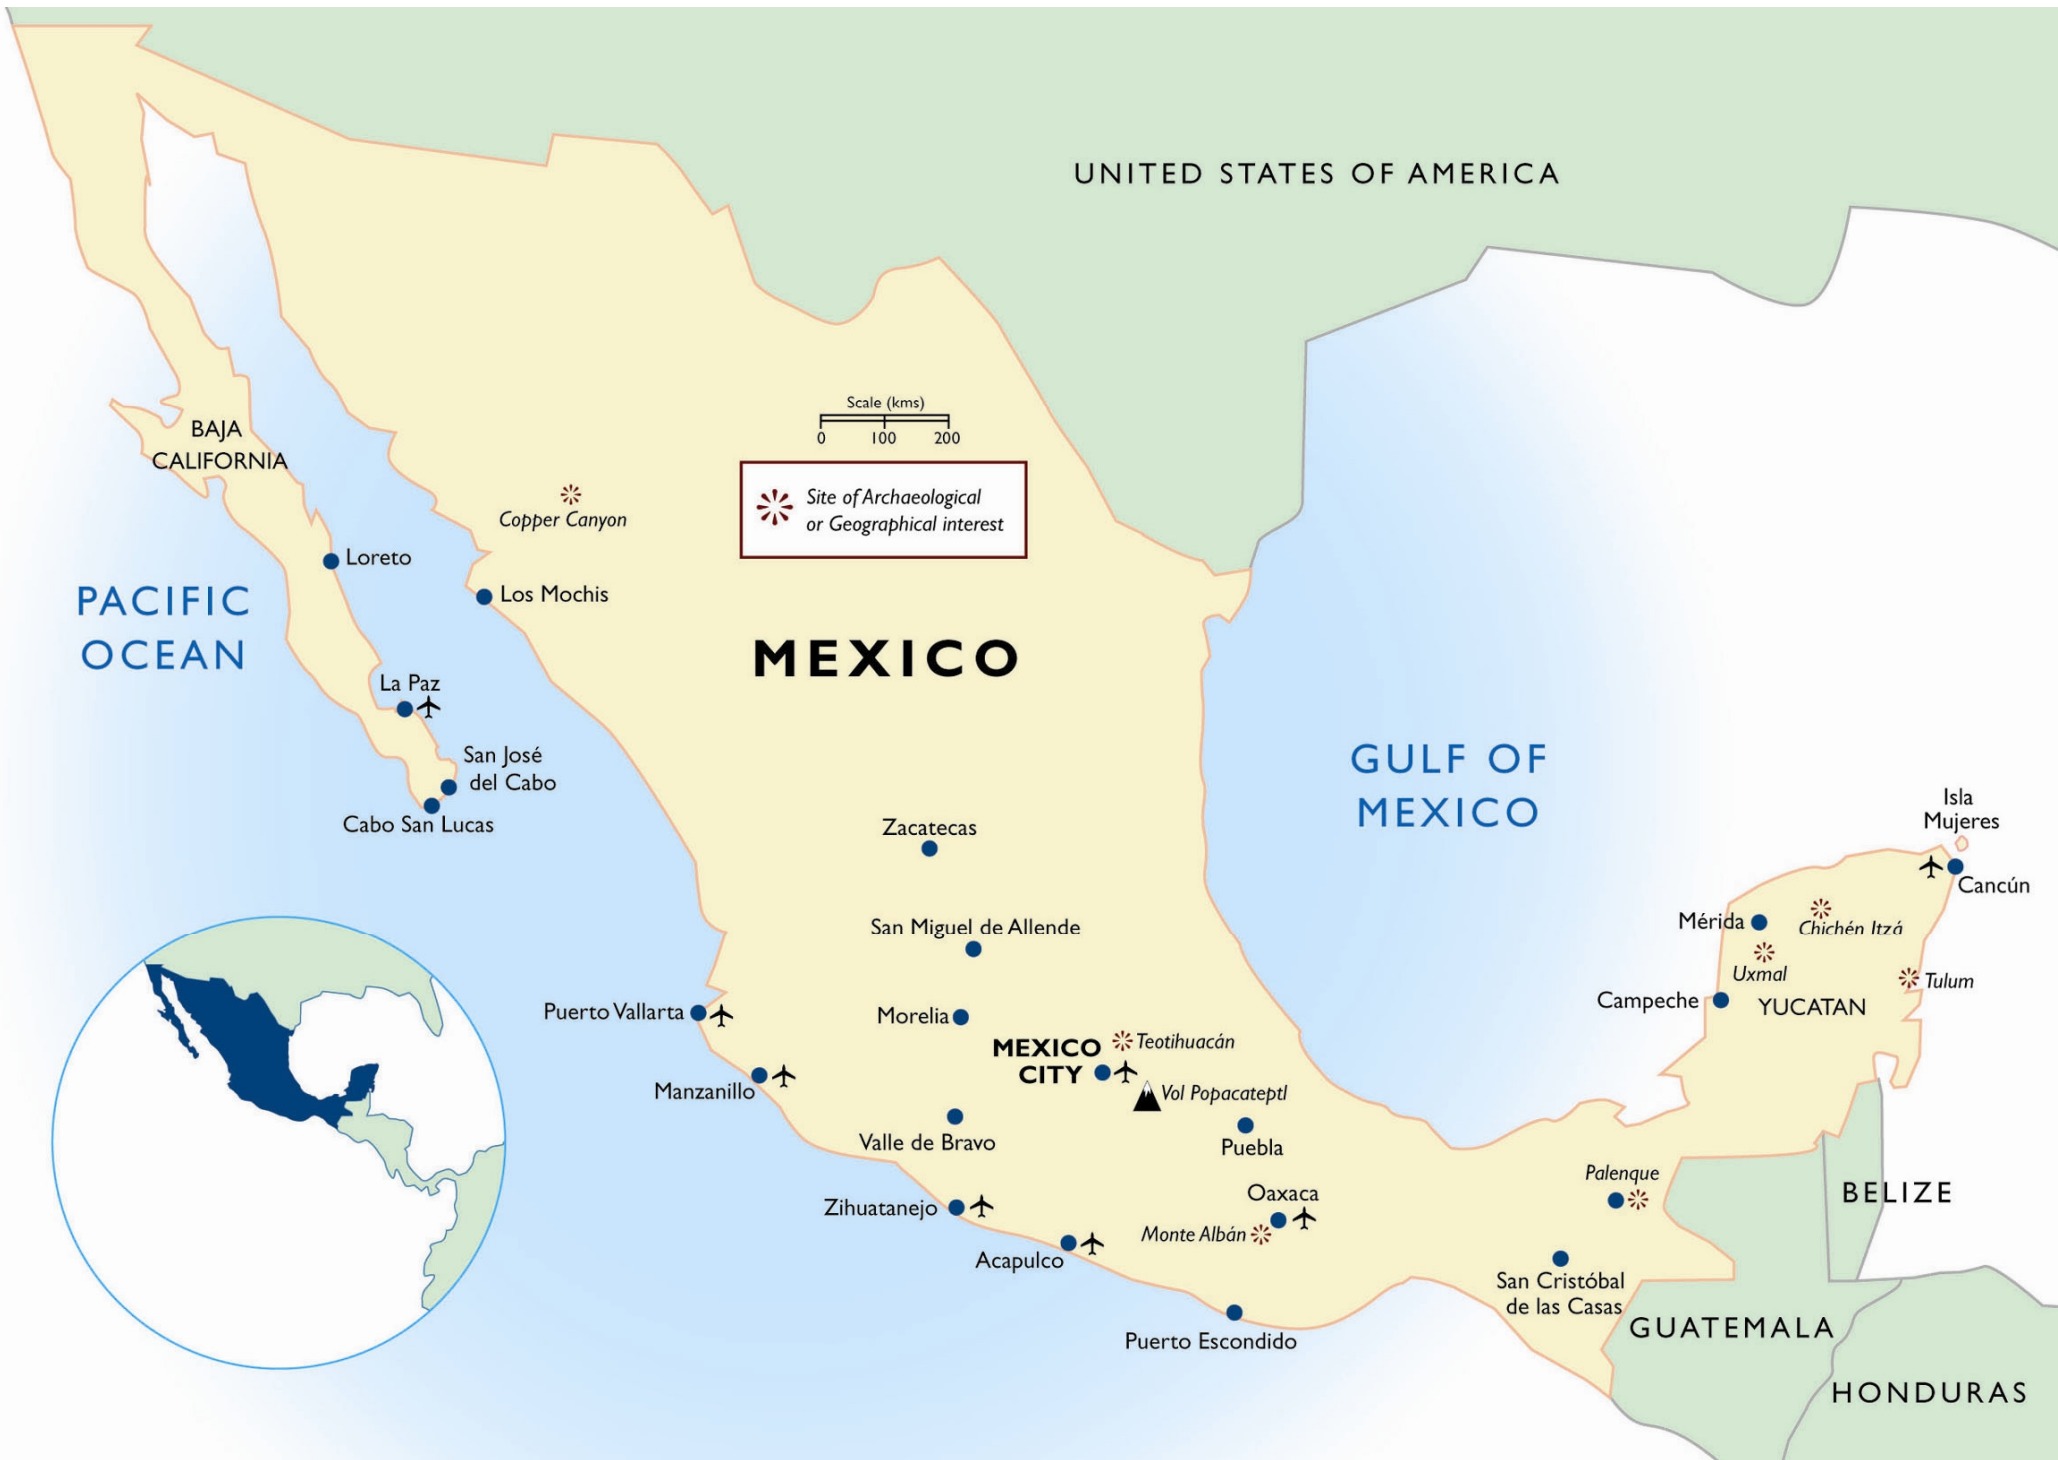 UNITED STATES OF AMERICA
Scale (kms)
0 100 200
BAJA
CALIFORNIA
Site of Archaeological
or Geographical interest
Copper Canyon
Loreto
Los Mochis
PACIFIC
OCEAN
MEXICO
La Paz
San José
del Cabo
Cabo San Lucas
GULF OF
MEXICO
Isla
Mujeres
Zacatecas
Cancún
San Miguel de Allende
Mérida
Chichén Itzá
Uxmal
Tulum
Campeche
YUCATAN
Puerto Vallarta
Morelia
MEXICO
CITY
Teotihuacán
Manzanillo
Vol Popacateptl
Valle de Bravo
Puebla
Palenque
Oaxaca
BELIZE
Zihuatanejo
Monte Albán
Acapulco
San Cristóbal
de las Casas
Puerto Escondido
GUATEMALA
HONDURAS